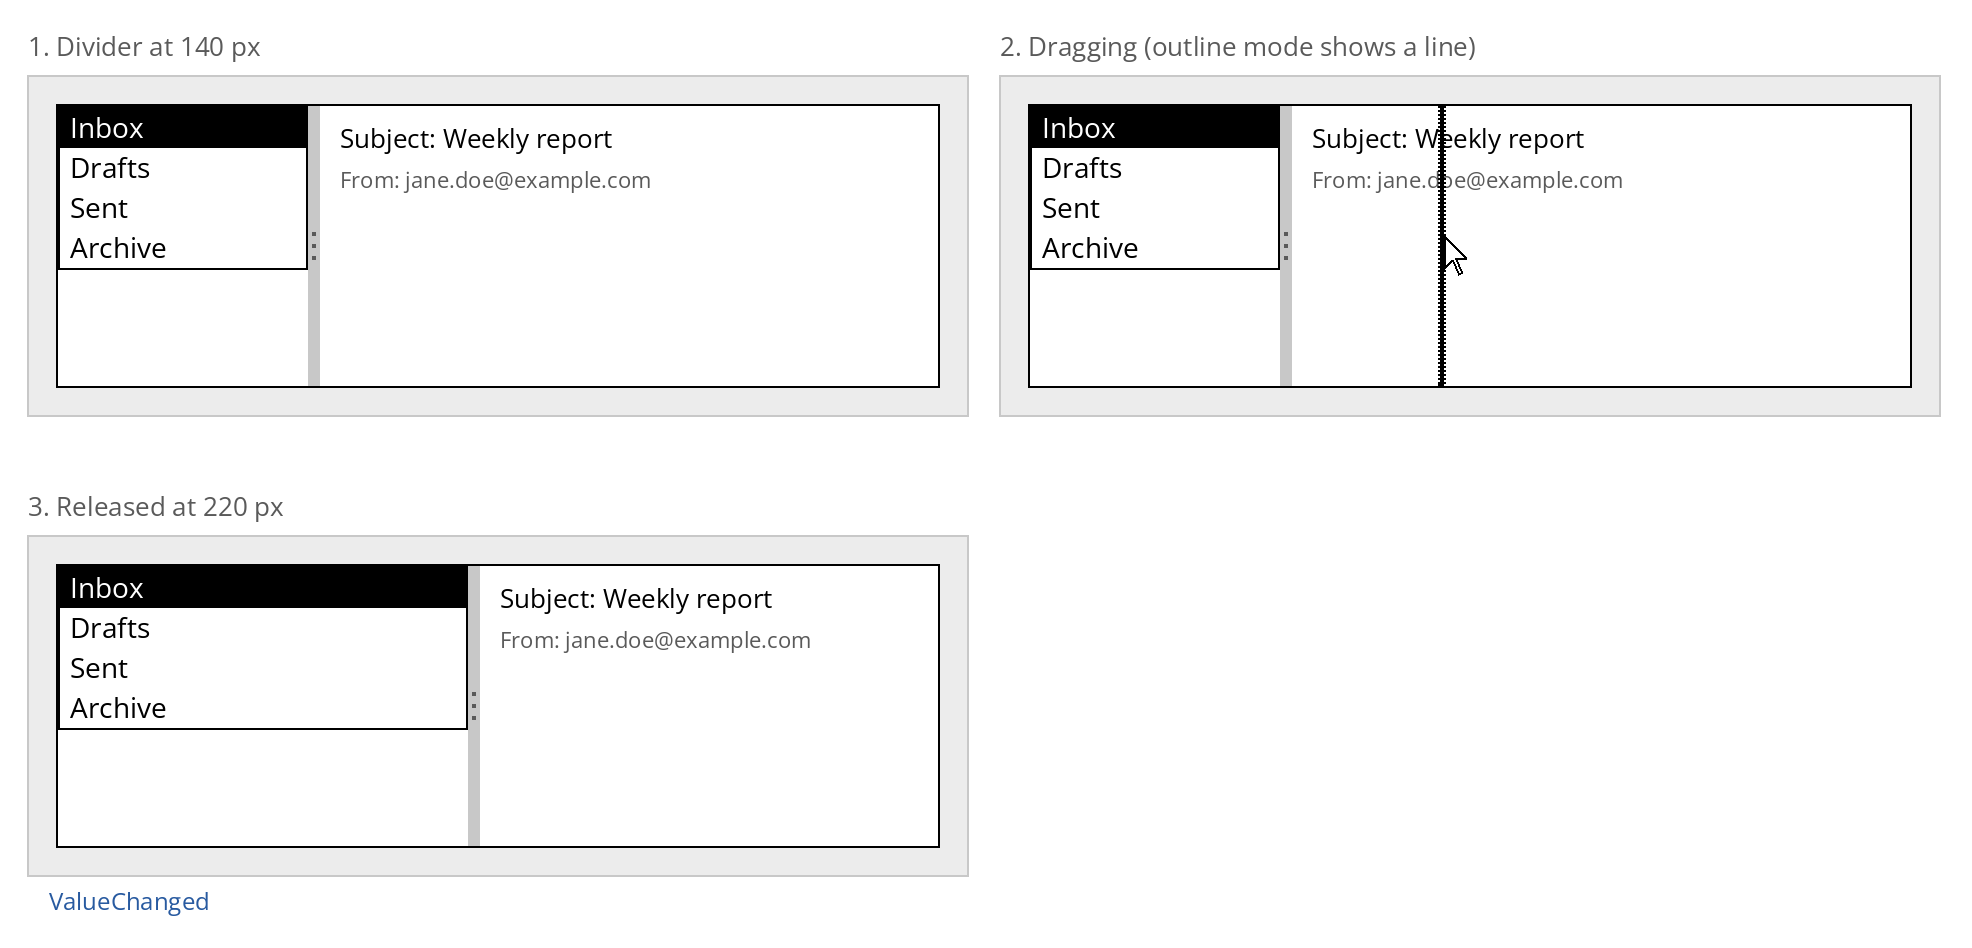 1. Divider at 140 px
Inbox
Drafts
Sent
Archive
Subject: Weekly report
From: jane.doe@example.com
2. Dragging (outline mode shows a line)
Inbox
Drafts
Sent
Archive
Subject: Weekly report
From: jane.doe@example.com
3. Released at 220 px
Inbox
Drafts
Sent
Archive
Subject: Weekly report
From: jane.doe@example.com
ValueChanged